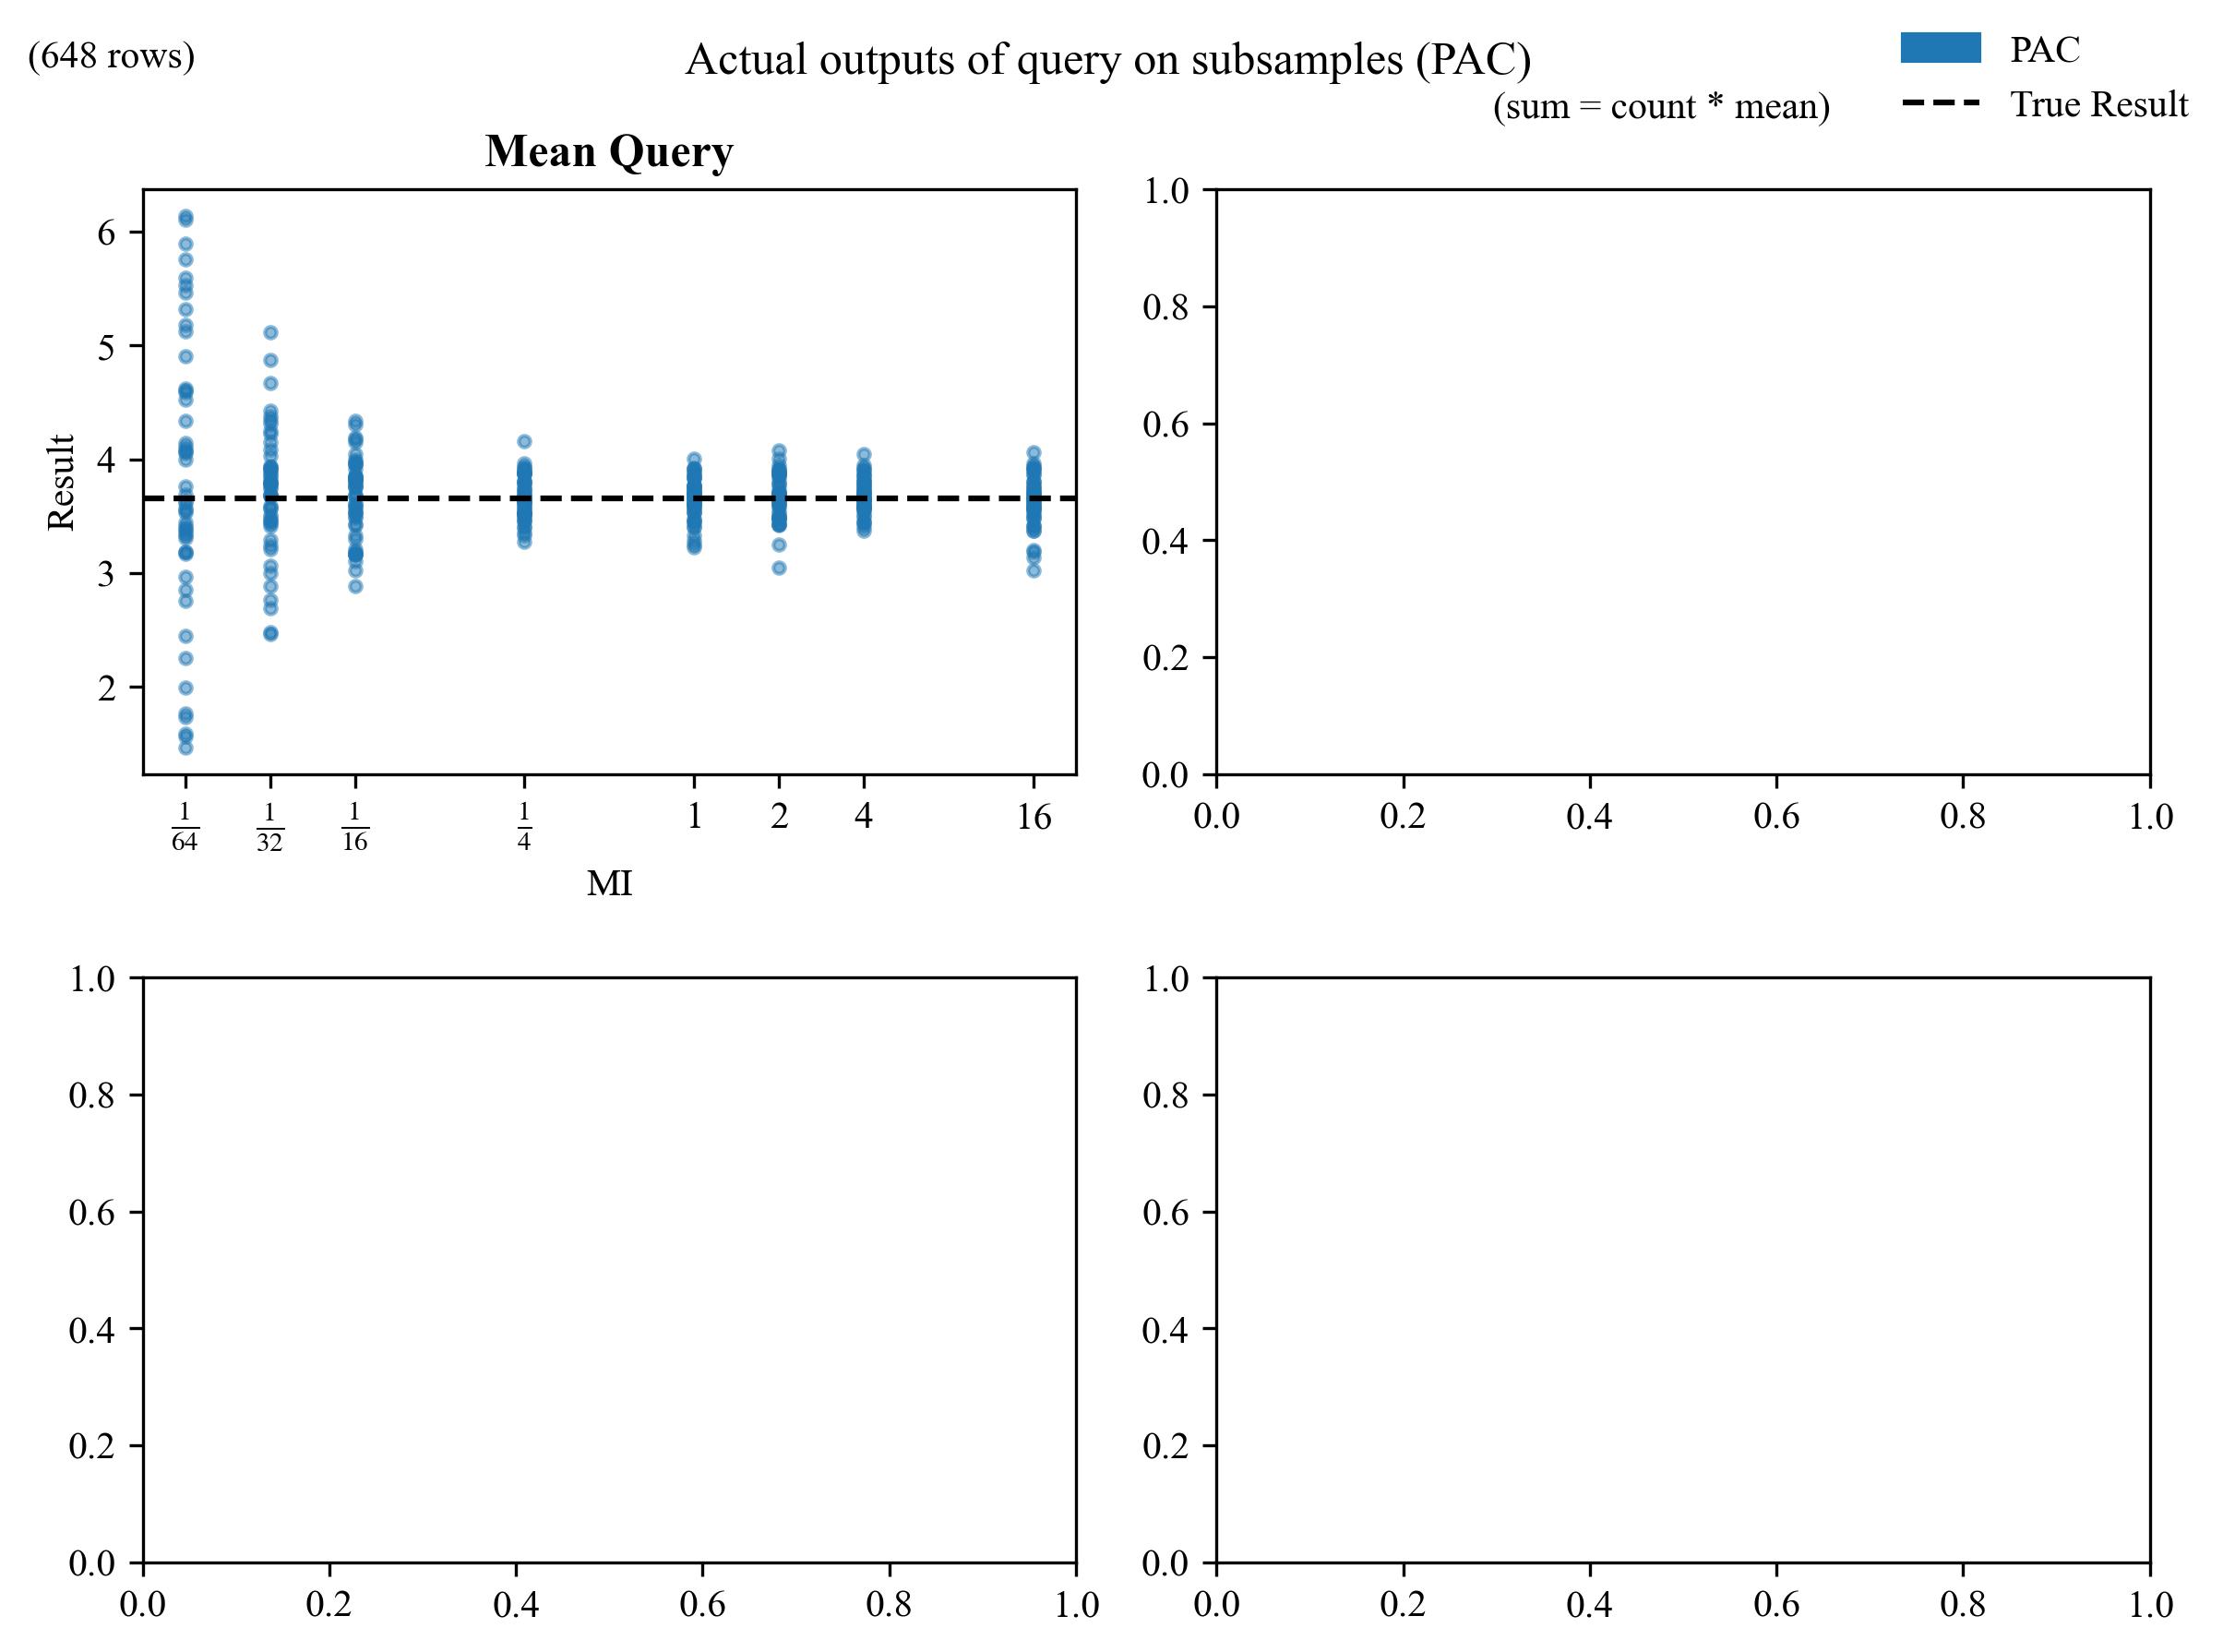 (648 rows)
Actual outputs of query on subsamples (PAC)
PAC
(sum = count * mean)
True Result
Mean Query
Result
6
5
4
3
2
1/64 1/32 1/16 1/4 1 2 4 16
MI
1.0
0.8
0.6
0.4
0.2
0.0
0.0 0.2 0.4 0.6 0.8 1.0
1.0
0.8
0.6
0.4
0.2
0.0
0.0 0.2 0.4 0.6 0.8 1.0
1.0
0.8
0.6
0.4
0.2
0.0
0.0 0.2 0.4 0.6 0.8 1.0